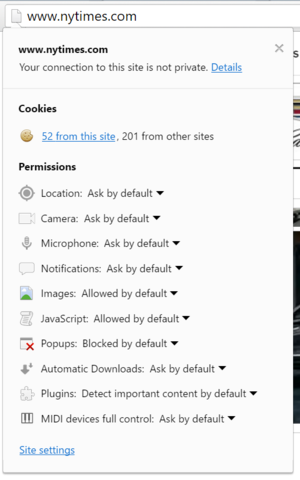 www.nytimes.com
www.nytimes.com
Your connection to this site is not private. Details
Cookies
52 from this site, 201 from other sites
Permissions
Location: Ask by default
Camera: Ask by default
Microphone: Ask by default
Notifications: Ask by default
Images: Allowed by default
JavaScript: Allowed by default
Popups: Blocked by default
Automatic Downloads: Ask by default
Plugins: Detect important content by default
MIDI devices full control: Ask by default
Site settings